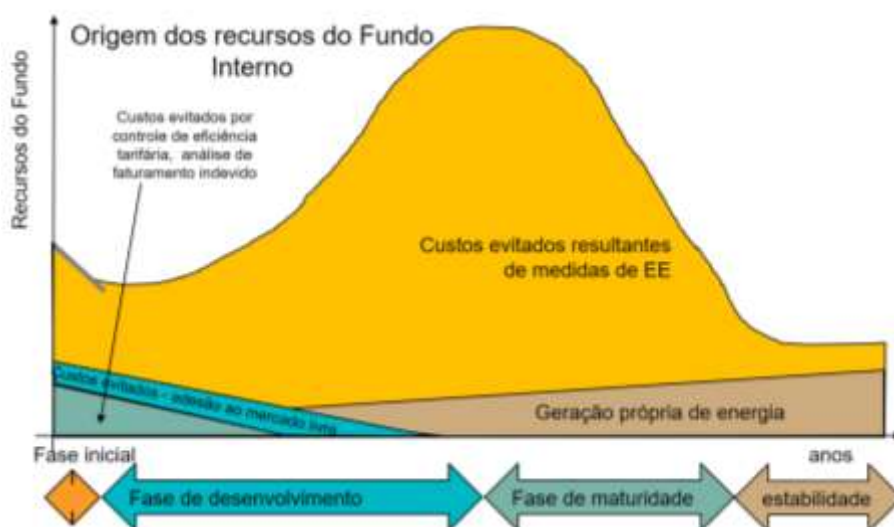 Origem dos recursos do Fundo
Interno
Recursos do Fundo
Custos evitados por
controle de eficiência
tarifária, análise de
faturamento indevido
Custos evitados resultantes
de medidas de EE
Custos evitados - adesão ao mercado livre
Geração própria de energia
Fase inicial
anos
Fase de desenvolvimento
Fase de maturidade
estabilidade